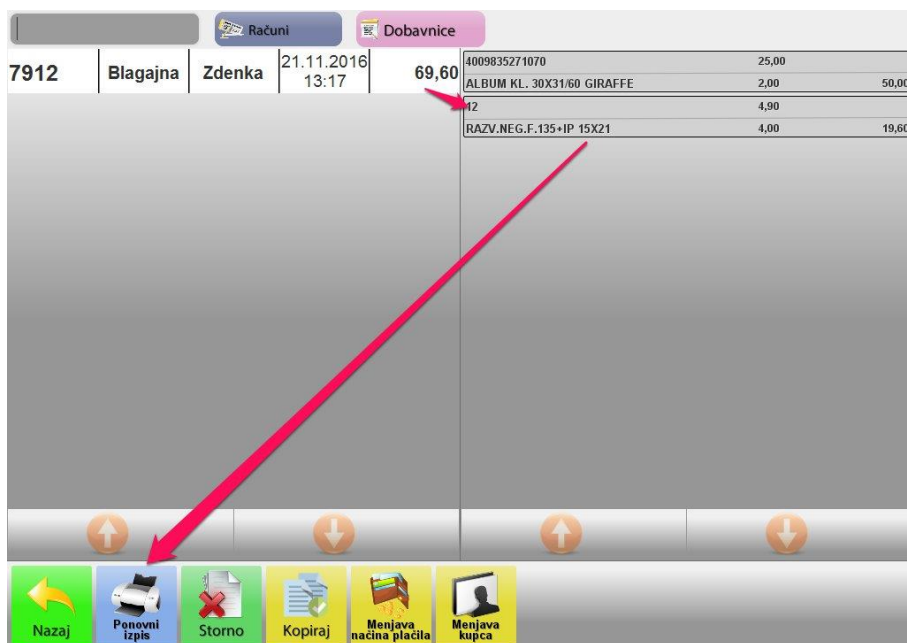 Računi
Dobavnice
7912 Blagajna Zdenka 21.11.2016 13:17 69,60
4009835271070 25,00
ALBUM KL. 30X31/60 GIRAFFE 2,00 50,00
42 4,90
RAZV.NEG.F.135+IP 15X21 4,00 19,60
Nazaj
Ponovni
izpis
Storno
Kopiraj
Menjava
načina plačila
Menjava
kupca